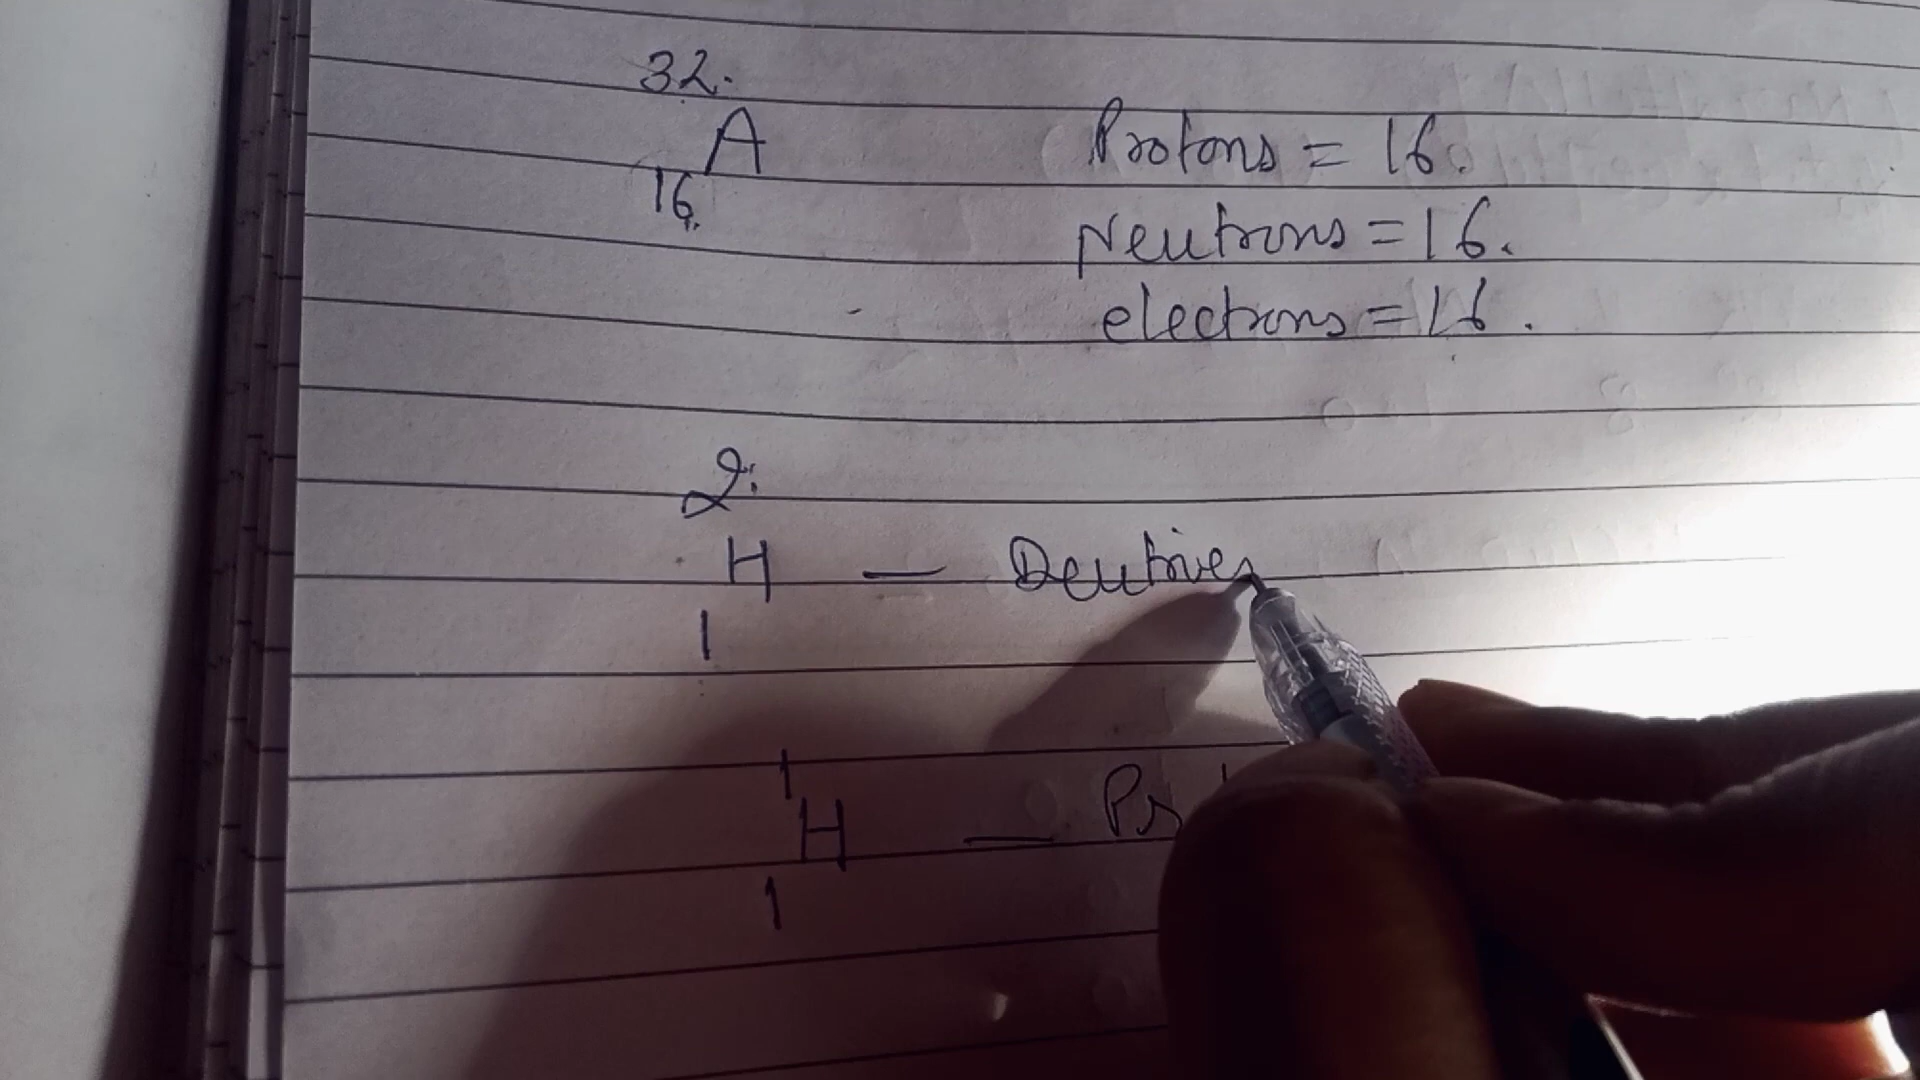 32.
A Protons = 16.
16.
Neutrons = 16.
electrons = 16.
2.
H — Deutrives
1
1
H —
1